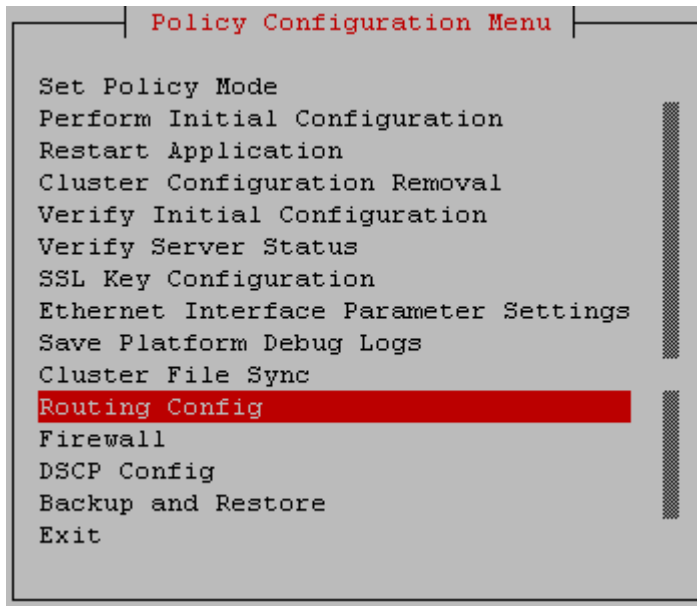 Policy Configuration Menu
Set Policy Mode
Perform Initial Configuration
Restart Application
Cluster Configuration Removal
Verify Initial Configuration
Verify Server Status
SSL Key Configuration
Ethernet Interface Parameter Settings
Save Platform Debug Logs
Cluster File Sync
Routing Config
Firewall
DSCP Config
Backup and Restore
Exit